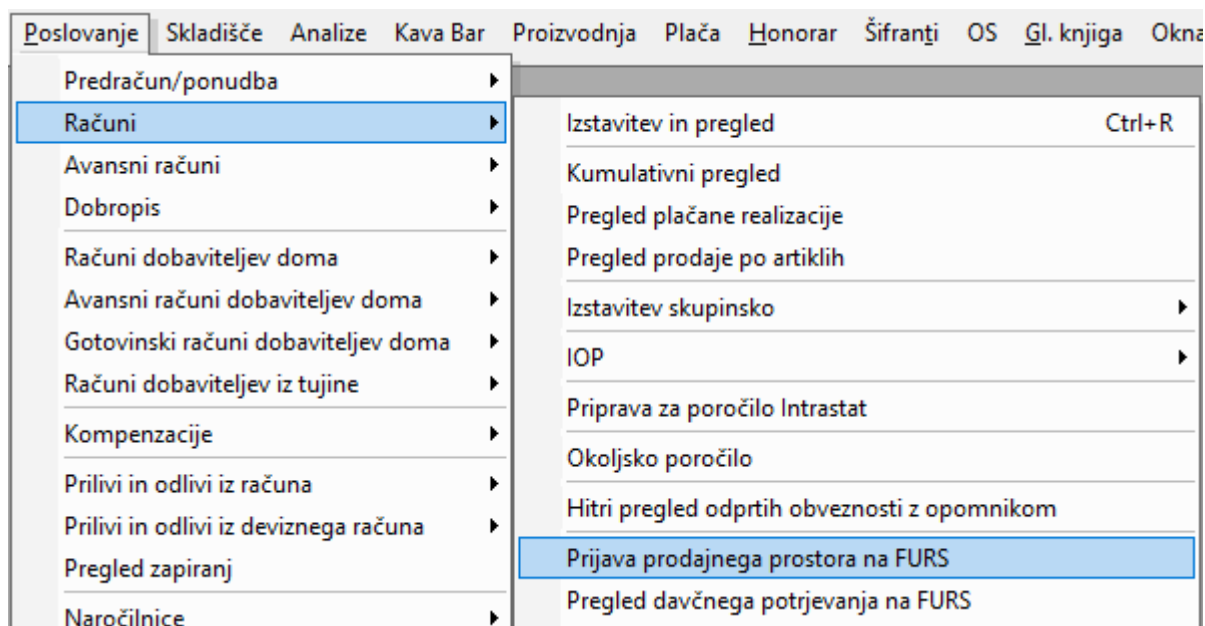 Poslovanje Skladišče Analize Kava Bar Proizvodnja Plača Honorar Šifranti OS Gl. knjiga Okna
Predračun/ponudba
Računi
Avansni računi
Dobropis
Računi dobaviteljev doma
Avansni računi dobaviteljev doma
Gotovinski računi dobaviteljev doma
Računi dobaviteljev iz tujine
Kompenzacije
Prilivi in odlivi iz računa
Prilivi in odlivi iz deviznega računa
Pregled zapiranj
Naročilnice
Izstavitev in pregled Ctrl+R
Kumulativni pregled
Pregled plačane realizacije
Pregled prodaje po artiklih
Izstavitev skupinsko
IOP
Priprava za poročilo Intrastat
Okoljsko poročilo
Hitri pregled odprtih obveznosti z opomnikom
Prijava prodajnega prostora na FURS
Pregled davčnega potrjevanja na FURS